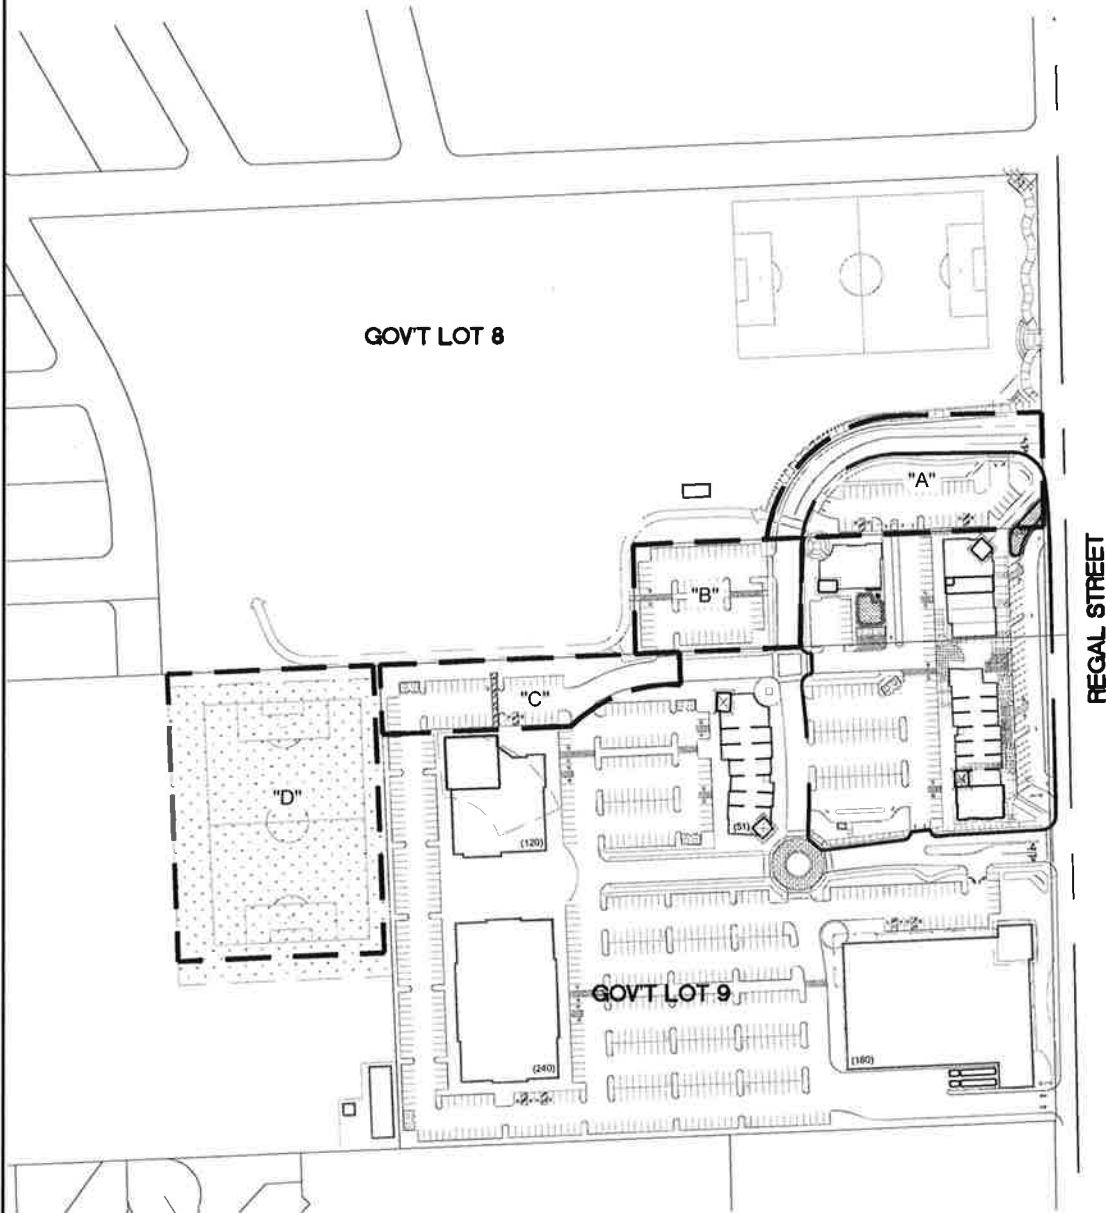 GOV'T LOT 8
"A"
"B"
REGAL STREET
"C"
"D"
(51)
(120)
GOV'T LOT 9
(180)
(240)